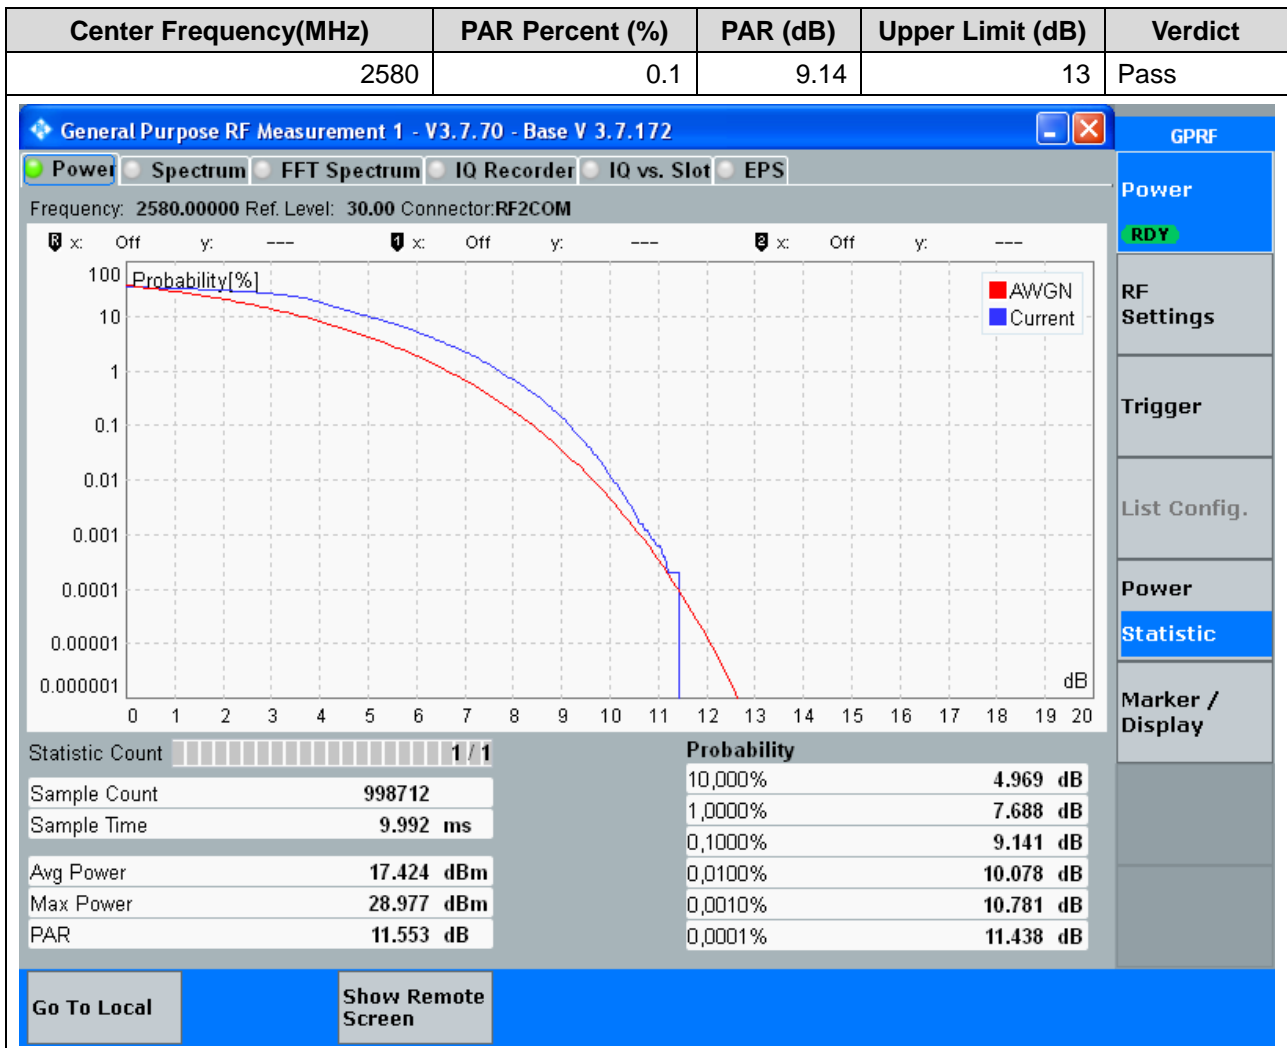 Center Frequency(MHz) PAR Percent (%) PAR (dB) Upper Limit (dB) Verdict
2580 0.1 9.14 13 Pass
General Purpose RF Measurement 1 - V3.7.70 - Base V 3.7.172
GPRF
Power Spectrum FFT Spectrum IQ Recorder IQ vs. Slot EPS
Power
RDY
Frequency: 2580.00000 Ref. Level: 30.00 Connector:RF2COM
R x: Off y: --- 1 x: Off y: --- 2 x: Off y: ---
Probability[%]
AWGN
Current
100
10
1
0.1
0.01
0.001
0.0001
0.00001
0.000001
dB
0 1 2 3 4 5 6 7 8 9 10 11 12 13 14 15 16 17 18 19 20
RF
Settings
Trigger
List Config.
Power
Statistic
Marker /
Display
Statistic Count 1 / 1
Sample Count 998712
Sample Time 9.992 ms
Avg Power 17.424 dBm
Max Power 28.977 dBm
PAR 11.553 dB
Probability
10,000% 4.969 dB
1,0000% 7.688 dB
0,1000% 9.141 dB
0,0100% 10.078 dB
0,0010% 10.781 dB
0,0001% 11.438 dB
Go To Local
Show Remote
Screen